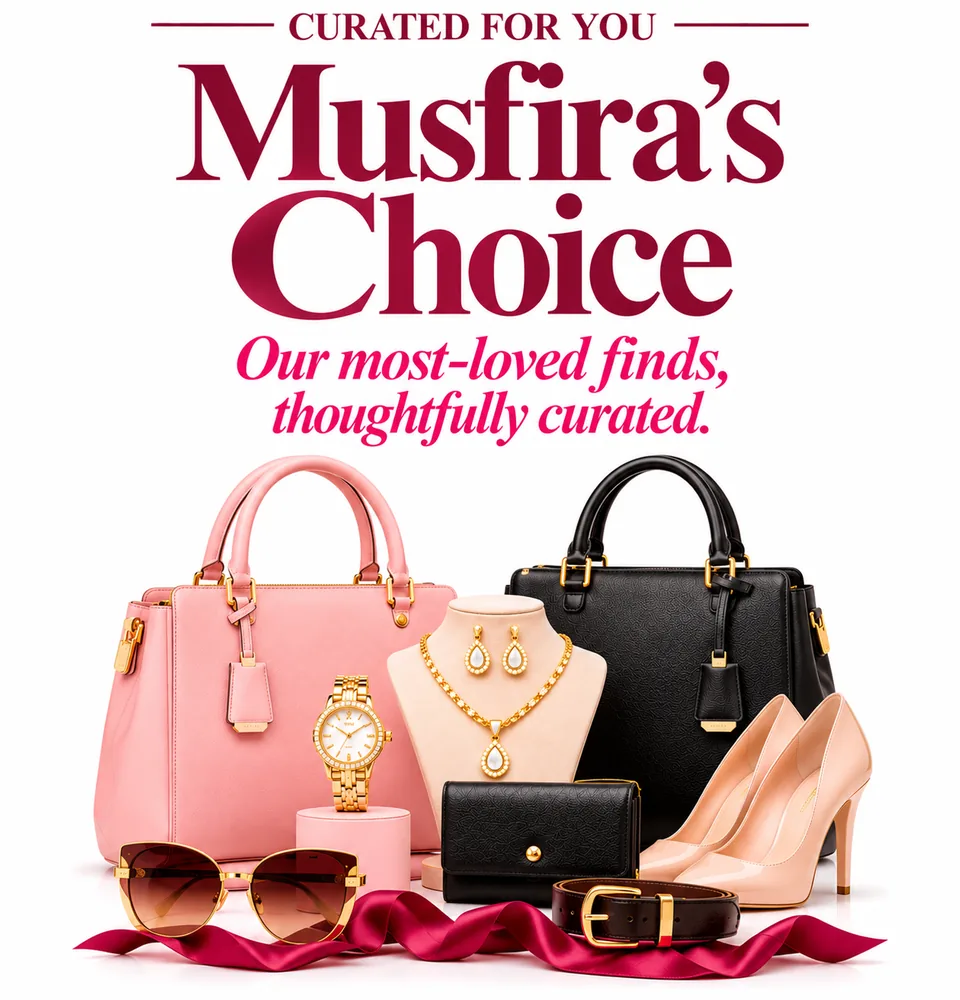 CURATED FOR YOU
Musfira's
Choice
Our most-loved finds,
thoughtfully curated.